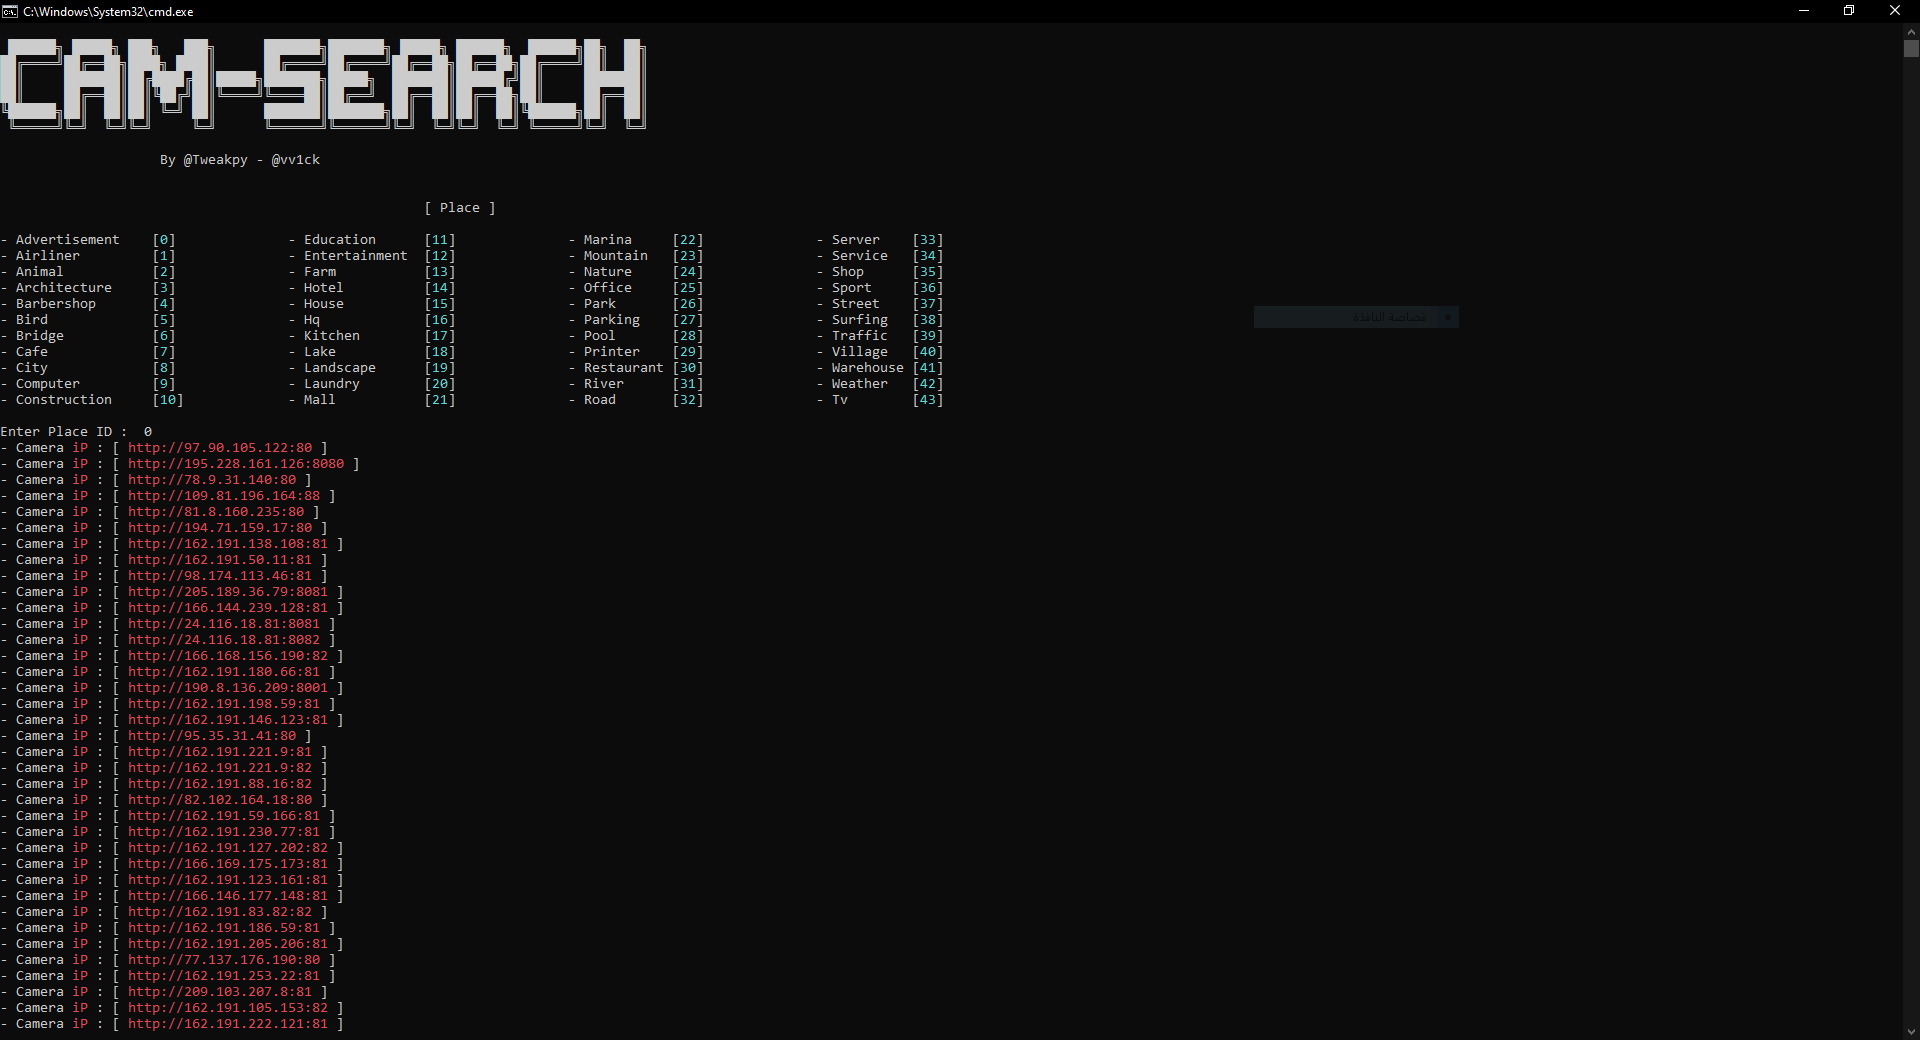 C:\Windows\System32\cmd.exe
CAM-SEARCH
By @Tweakpy - @vv1ck
[ Place ]
- Advertisement [0] - Education [11] - Marina [22] - Server [33]
- Airliner [1] - Entertainment [12] - Mountain [23] - Service [34]
- Animal [2] - Farm [13] - Nature [24] - Shop [35]
- Architecture [3] - Hotel [14] - Office [25] - Sport [36]
- Barbershop [4] - House [15] - Park [26] - Street [37]
- Bird [5] - Hq [16] - Parking [27] - Surfing [38]
- Bridge [6] - Kitchen [17] - Pool [28] - Traffic [39]
- Cafe [7] - Lake [18] - Printer [29] - Village [40]
- City [8] - Landscape [19] - Restaurant [30] - Warehouse [41]
- Computer [9] - Laundry [20] - River [31] - Weather [42]
- Construction [10] - Mall [21] - Road [32] - Tv [43]
قصاصة النافذة
Enter Place ID : 0
- Camera iP : [ http://97.90.105.122:80 ]
- Camera iP : [ http://195.228.161.126:8080 ]
- Camera iP : [ http://78.9.31.140:80 ]
- Camera iP : [ http://109.81.196.164:88 ]
- Camera iP : [ http://81.8.160.235:80 ]
- Camera iP : [ http://194.71.159.17:80 ]
- Camera iP : [ http://162.191.138.108:81 ]
- Camera iP : [ http://162.191.50.11:81 ]
- Camera iP : [ http://98.174.113.46:81 ]
- Camera iP : [ http://205.189.36.79:8081 ]
- Camera iP : [ http://166.144.239.128:81 ]
- Camera iP : [ http://24.116.18.81:8081 ]
- Camera iP : [ http://24.116.18.81:8082 ]
- Camera iP : [ http://166.168.156.190:82 ]
- Camera iP : [ http://162.191.180.66:81 ]
- Camera iP : [ http://190.8.136.209:8001 ]
- Camera iP : [ http://162.191.198.59:81 ]
- Camera iP : [ http://162.191.146.123:81 ]
- Camera iP : [ http://95.35.31.41:80 ]
- Camera iP : [ http://162.191.221.9:81 ]
- Camera iP : [ http://162.191.221.9:82 ]
- Camera iP : [ http://162.191.88.16:82 ]
- Camera iP : [ http://82.102.164.18:80 ]
- Camera iP : [ http://162.191.59.166:81 ]
- Camera iP : [ http://162.191.230.77:81 ]
- Camera iP : [ http://162.191.127.202:82 ]
- Camera iP : [ http://166.169.175.173:81 ]
- Camera iP : [ http://162.191.123.161:81 ]
- Camera iP : [ http://166.146.177.148:81 ]
- Camera iP : [ http://162.191.83.82:82 ]
- Camera iP : [ http://162.191.186.59:81 ]
- Camera iP : [ http://162.191.205.206:81 ]
- Camera iP : [ http://77.137.176.190:80 ]
- Camera iP : [ http://162.191.253.22:81 ]
- Camera iP : [ http://209.103.207.8:81 ]
- Camera iP : [ http://162.191.105.153:82 ]
- Camera iP : [ http://162.191.222.121:81 ]